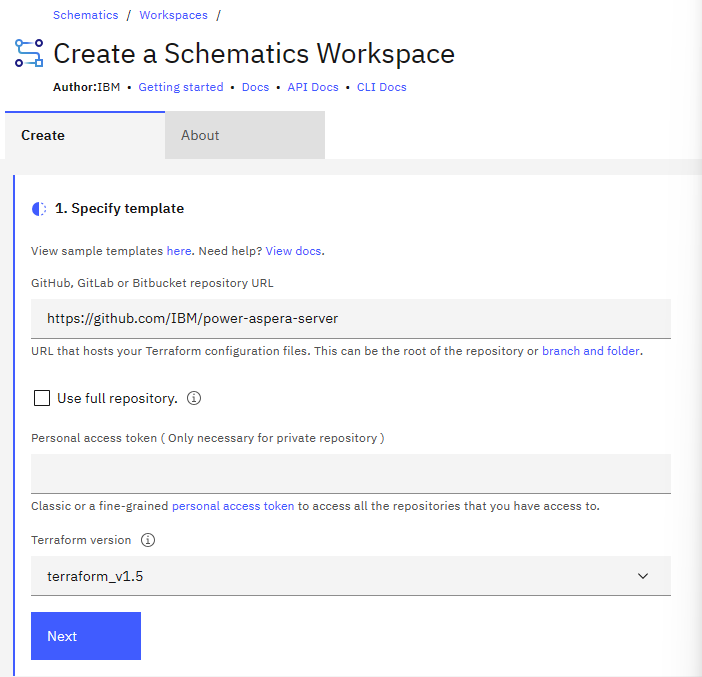 Schematics / Workspaces /
Create a Schematics Workspace
Author:IBM • Getting started • Docs • API Docs • CLI Docs
Create About
1. Specify template
View sample templates here. Need help? View docs.
GitHub, GitLab or Bitbucket repository URL
https://github.com/IBM/power-aspera-server
URL that hosts your Terraform configuration files. This can be the root of the repository or branch and folder.
Use full repository.
Personal access token ( Only necessary for private repository )
Classic or a fine-grained personal access token to access all the repositories that you have access to.
Terraform version
terraform_v1.5
Next